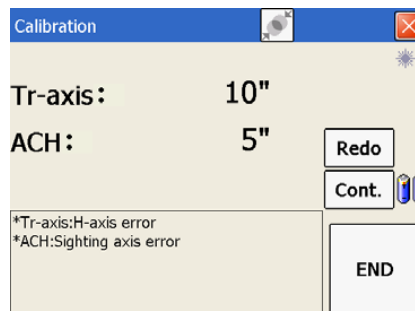 Calibration
Tr-axis: 10"
ACH: 5"
Redo
Cont.
*Tr-axis:H-axis error
*ACH:Sighting axis error
END